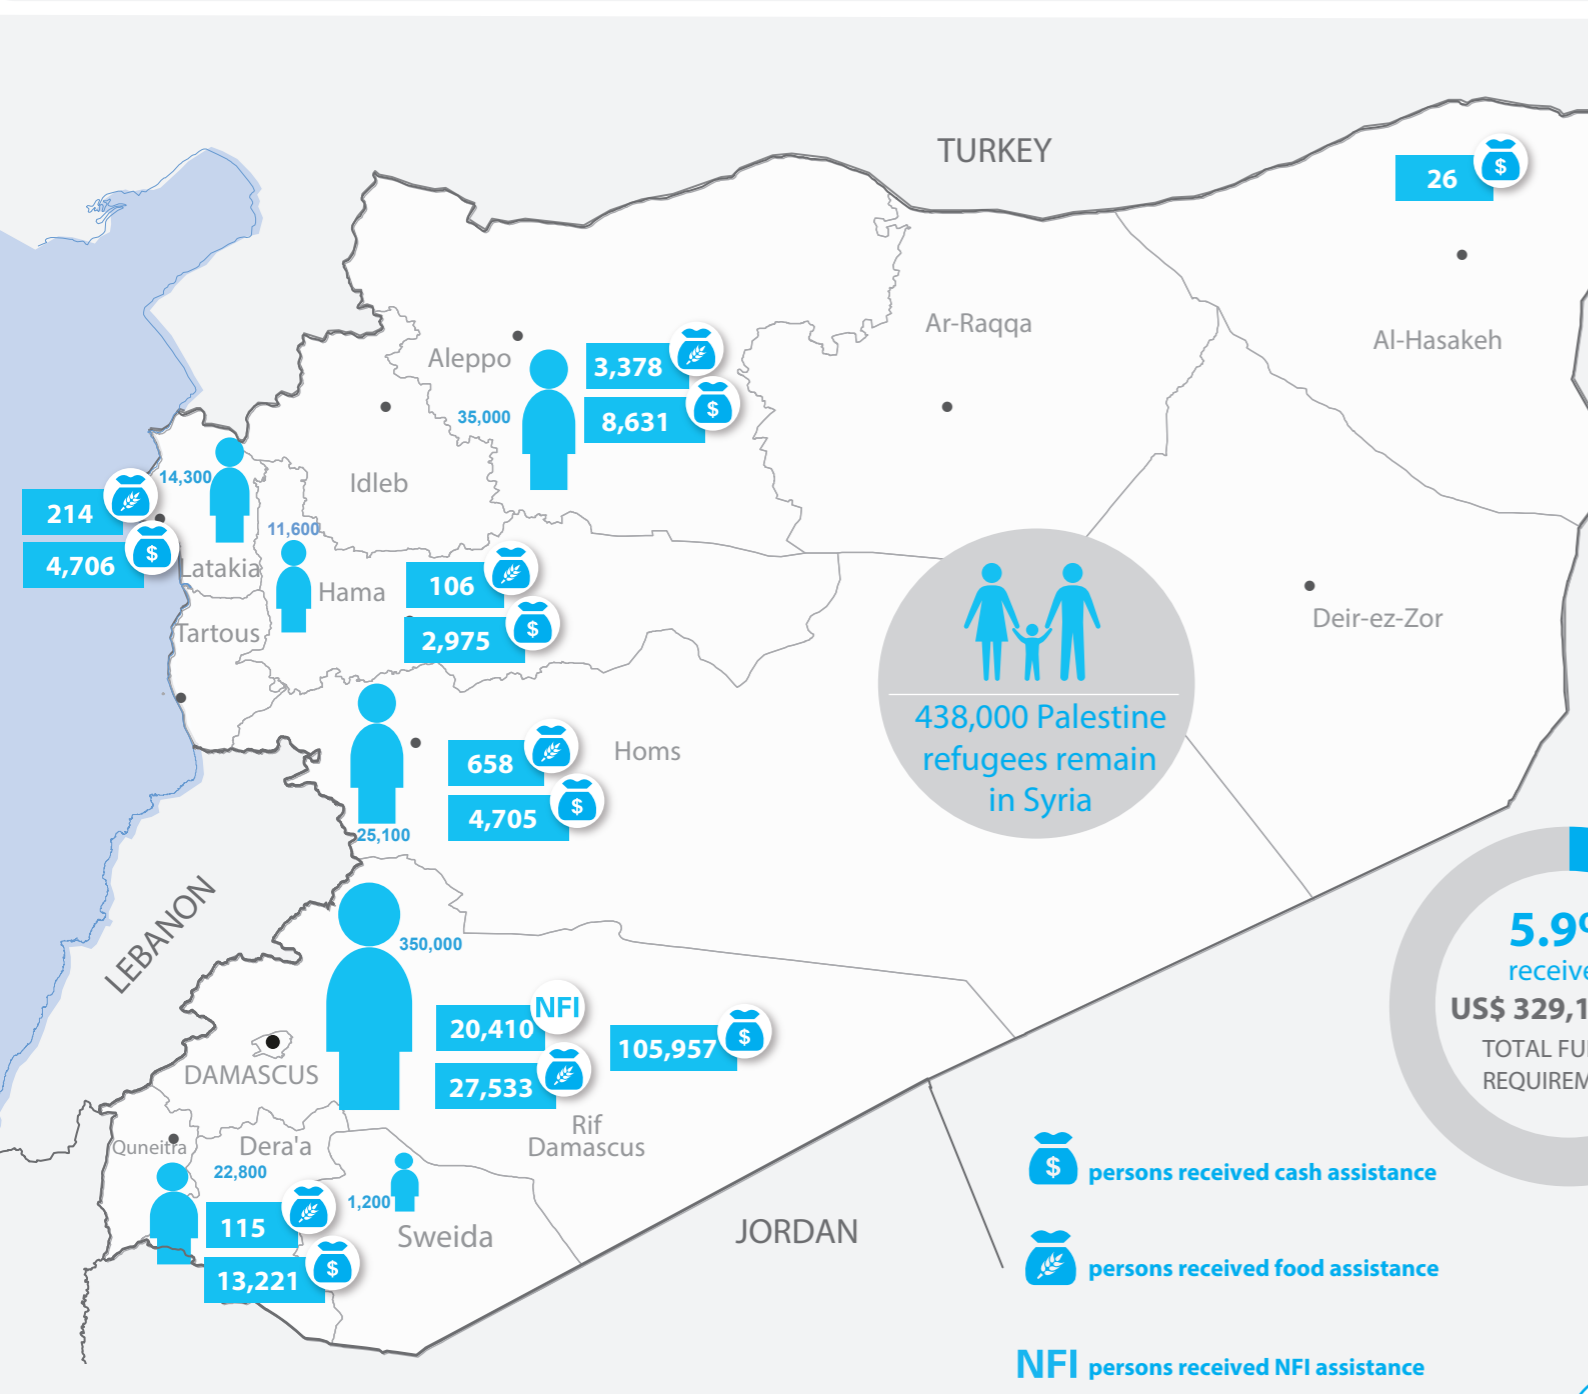 TURKEY
26
$
Ar-Raqqa
Al-Hasakeh
Aleppo
3,378
35,000
8,631
$
14,300
Idleb
214
4,706
$
11,600
Latakia
Hama
106
Tartous
2,975
$
Deir-ez-Zor
438,000 Palestine
refugees remain
in Syria
Homs
658
4,705
$
25,100
LEBANON
350,000
5.9
receive
US$ 329,1
TOTAL FU
REQUIREM
20,410
NFI
105,957
$
27,533
DAMASCUS
Rif
Damascus
Quneitra
Dera'a
22,800
115
1,200
Sweida
13,221
$
JORDAN
$ persons received cash assistance
persons received food assistance
NFI persons received NFI assistance